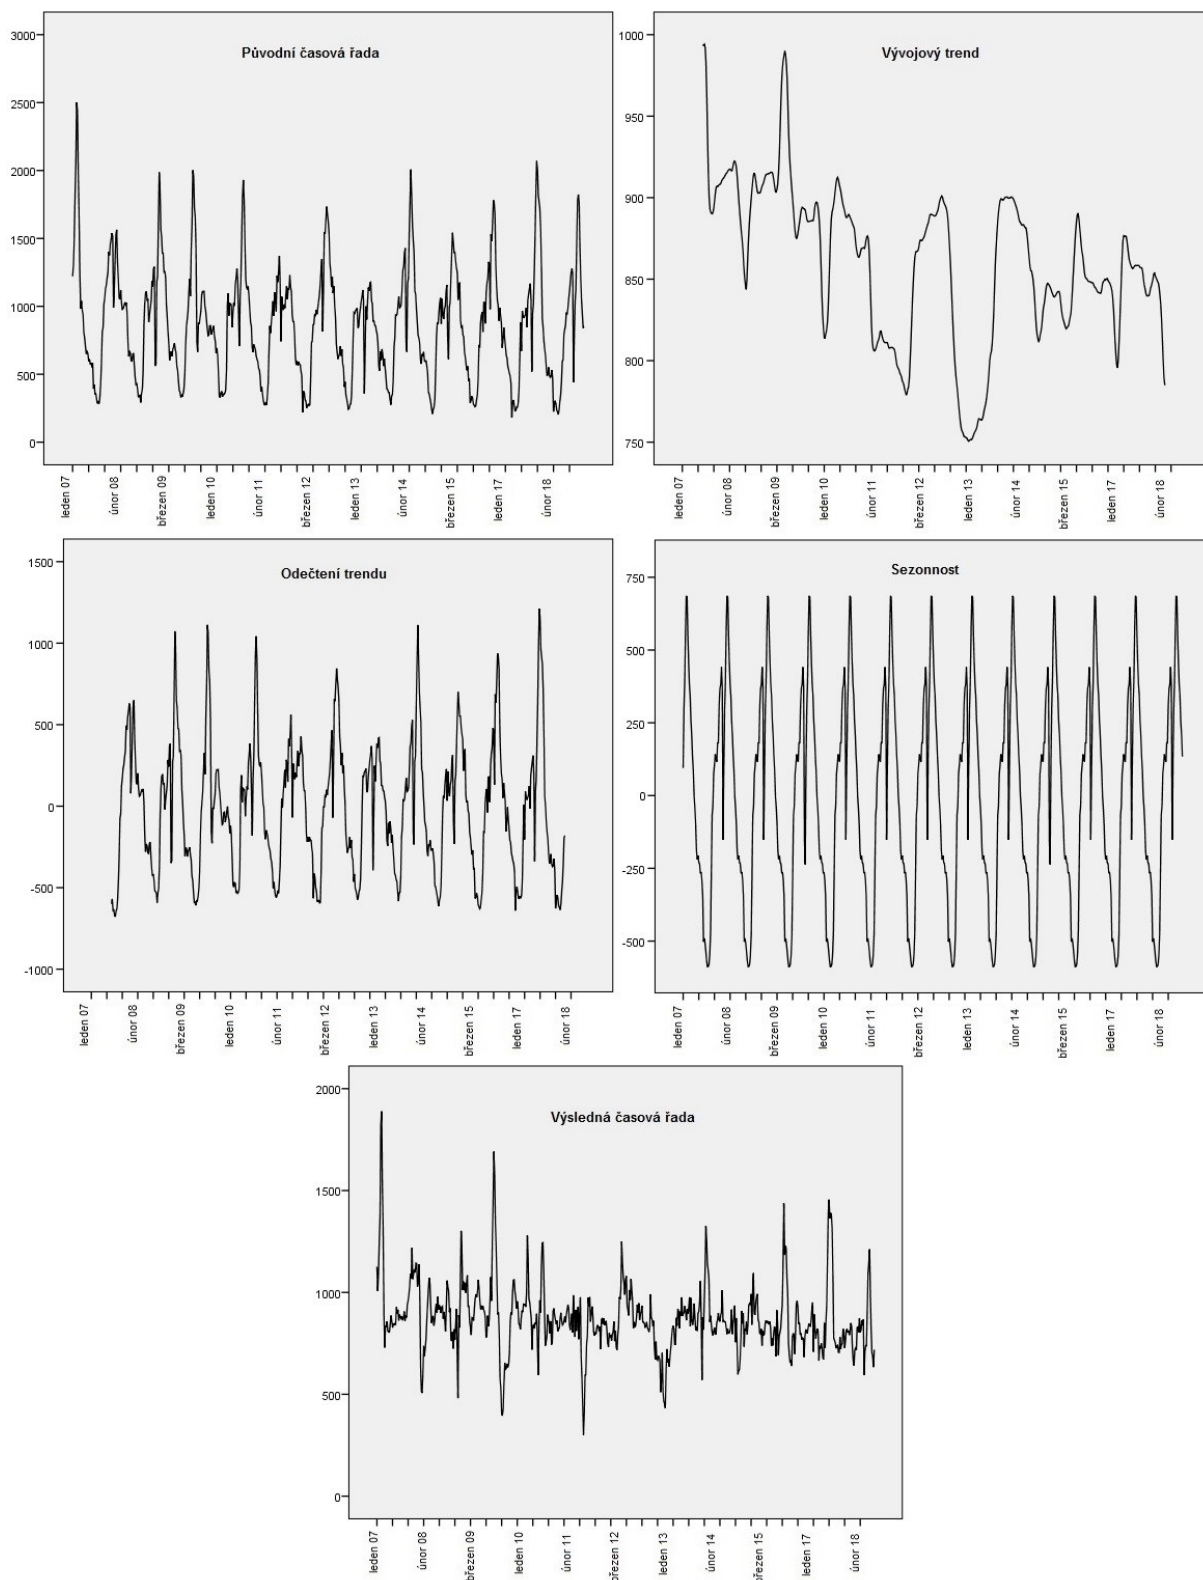 Původní časová řada
3000
2500
2000
1500
1000
500
0
leden 07
únor 08
březen 09
leden 10
únor 11
březen 12
leden 13
únor 14
březen 15
leden 17
únor 18
Vývojový trend
1000
950
900
850
800
750
leden 07
únor 08
březen 09
leden 10
únor 11
březen 12
leden 13
únor 14
březen 15
leden 17
únor 18
Odečtení trendu
1500
1000
500
0
-500
-1000
leden 07
únor 08
březen 09
leden 10
únor 11
březen 12
leden 13
únor 14
březen 15
leden 17
únor 18
Sezonnost
750
500
250
0
-250
-500
leden 07
únor 08
březen 09
leden 10
únor 11
březen 12
leden 13
únor 14
březen 15
leden 17
únor 18
Výsledná časová řada
2000
1500
1000
500
0
leden 07
únor 08
březen 09
leden 10
únor 11
březen 12
leden 13
únor 14
březen 15
leden 17
únor 18